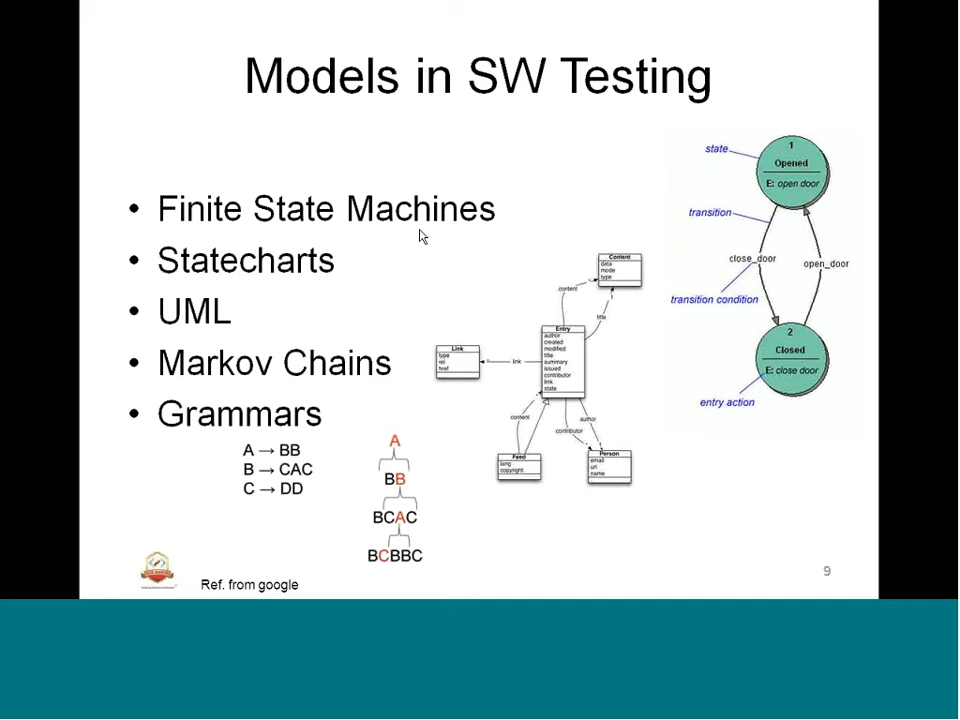 Models in SW Testing
• Finite State Machines
• Statecharts
• UML
• Markov Chains
• Grammars
A → BB
B → CAC
C → DD
A
BB
BCAC
BCBBC
Content
date
mode
type
content
title
Entry
author
created
modified
title
summary
issued
contributor
link
state
Link
type
rel
href
link
content
author
contributor
Feed
lang
copyright
Person
email
url
name
state
1
Opened
E: open door
transition
close_door
open_door
transition condition
2
Closed
E: close door
entry action
Ref. from google
9